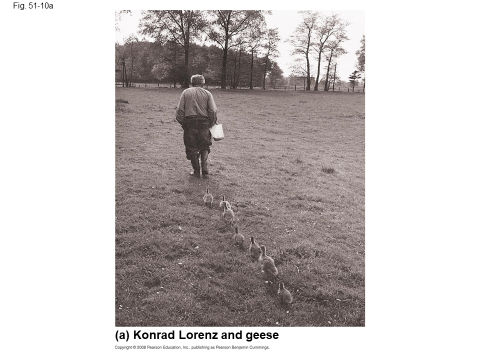 Fig. 51-10a
(a) Konrad Lorenz and geese
Copyright © 2008 Pearson Education, Inc., publishing as Pearson Benjamin Cummings.